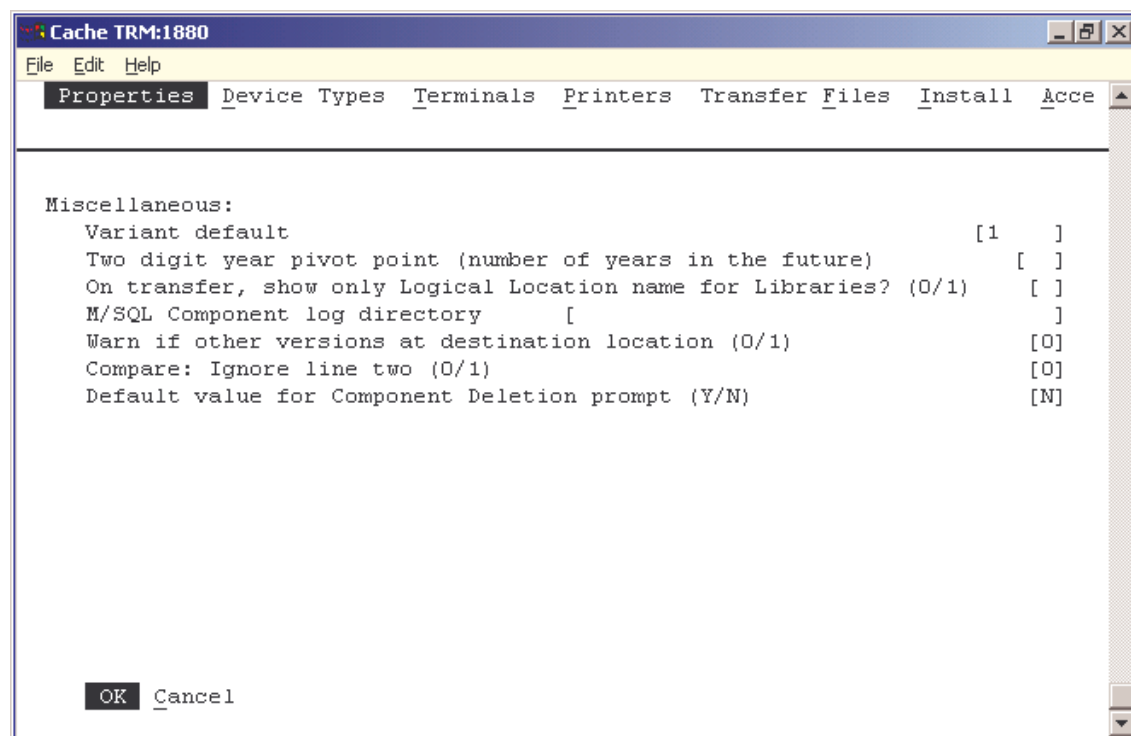 Cache TRM:1880
File Edit Help
Properties Device Types Terminals Printers Transfer Files Install Acce
Miscellaneous:
Variant default [1 ]
Two digit year pivot point (number of years in the future) [ ]
On transfer, show only Logical Location name for Libraries? (0/1) [ ]
M/SQL Component log directory [ ]
Warn if other versions at destination location (0/1) [0]
Compare: Ignore line two (0/1) [0]
Default value for Component Deletion prompt (Y/N) [N]
OK Cancel